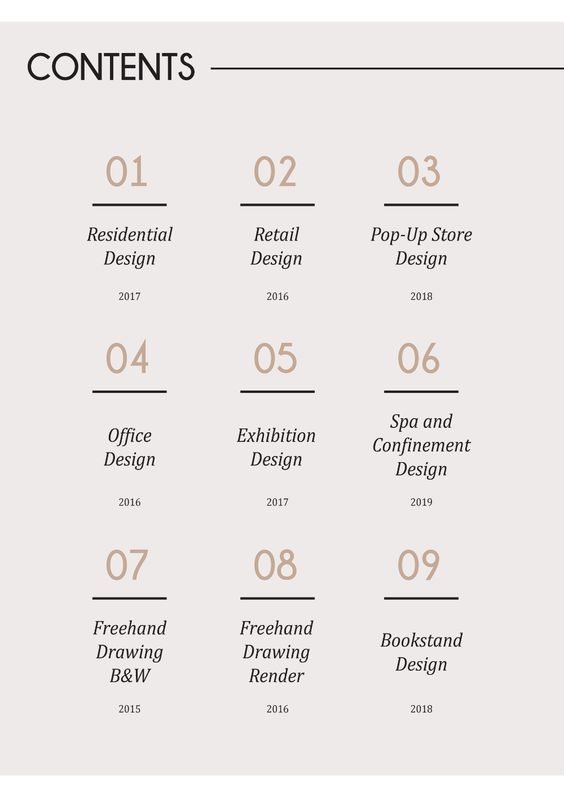 CONTENTS
01
Residential
Design
2017
02
Retail
Design
2016
03
Pop-Up Store
Design
2018
04
Office
Design
2016
05
Exhibition
Design
2017
06
Spa and
Confinement
Design
2019
07
Freehand
Drawing
B&W
2015
08
Freehand
Drawing
Render
2016
09
Bookstand
Design
2018